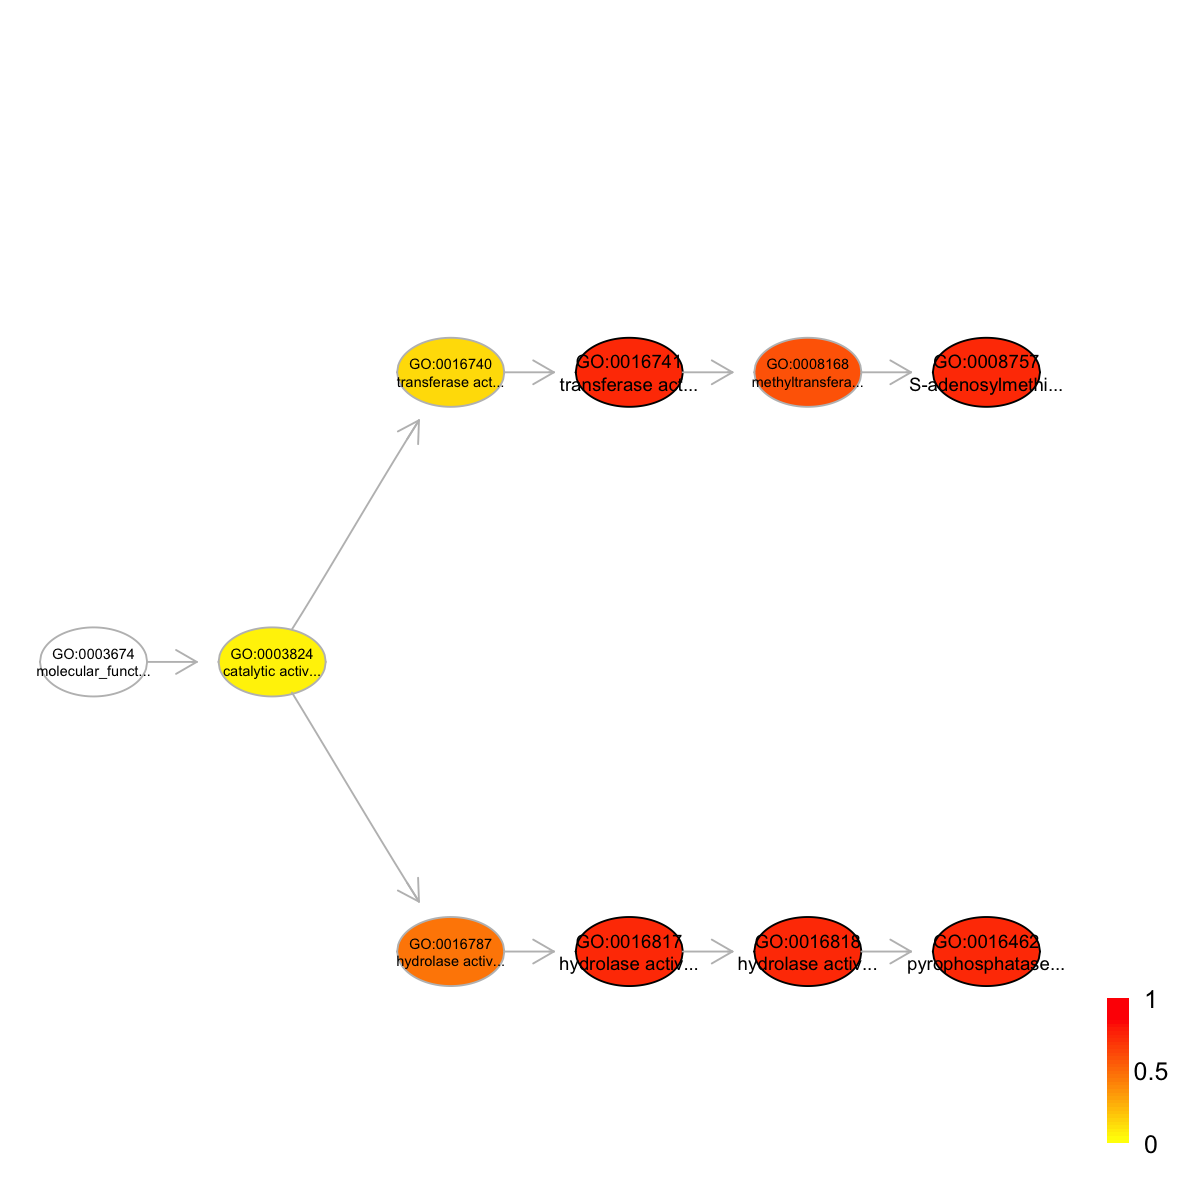 GO:0016740
transferase act...
GO:0016741
transferase act...
GO:0008168
methyltransfera...
GO:0008757
S-adenosylmethi...
GO:0003674
molecular_funct...
GO:0003824
catalytic activ...
GO:0016787
hydrolase activ...
GO:0016817
hydrolase activ...
GO:0016818
hydrolase activ...
GO:0016462
pyrophosphatase...
1
0.5
0